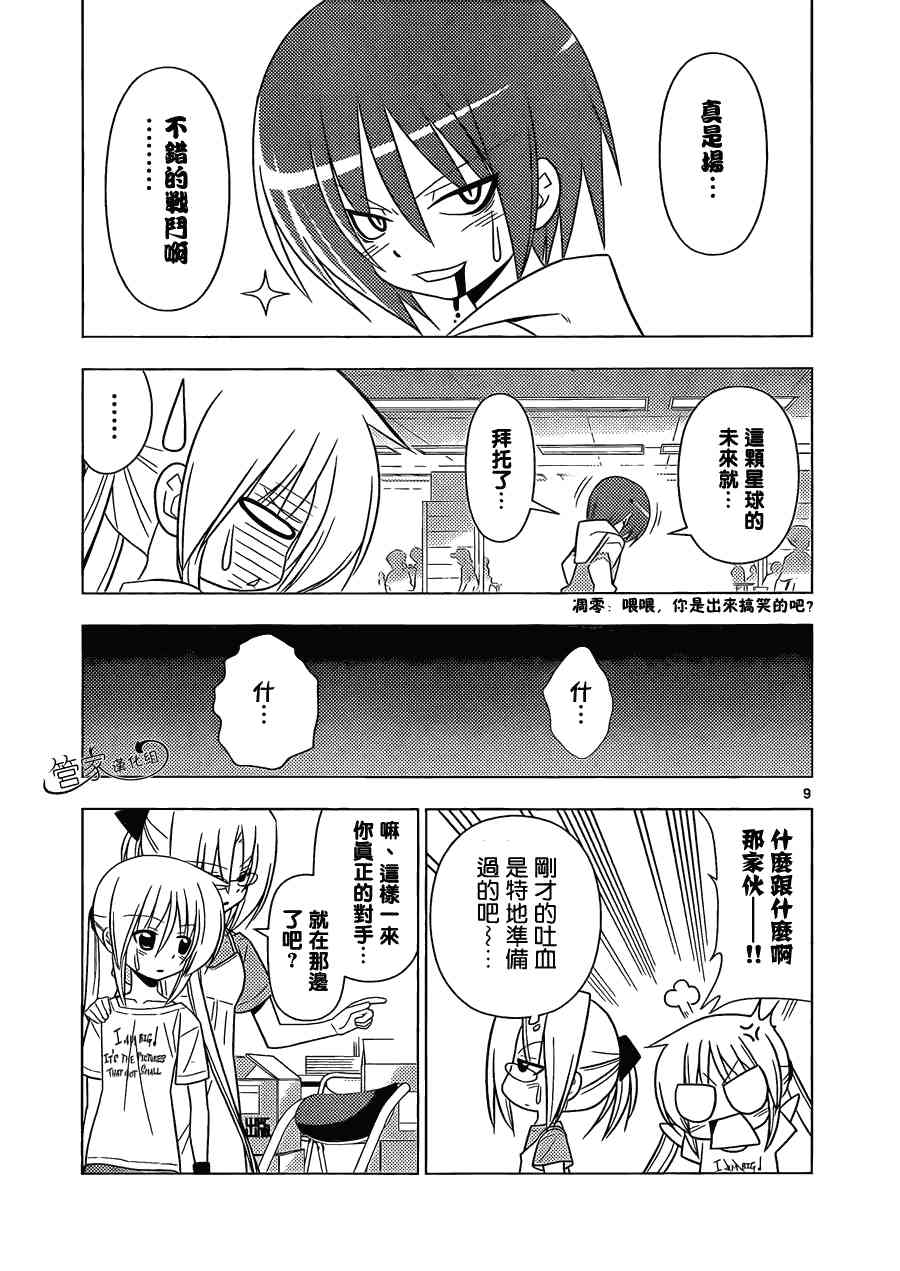 真是場…
不錯的戰鬥啊
………
這顆星球的
未來就…
拜托了…
……
凋零：喂喂，你是出來搞笑的吧?
什…
什…
管家漢化組
9
什麼跟什麼啊
那家伙——!!
剛才的吐血
是特地準備
過的吧~…
I AM BIG!
嘛、這樣一來
你真正的對手…
就在那邊
了吧?
I AM BIG!
IT'S THE PICTURES
THAT GOT SMALL